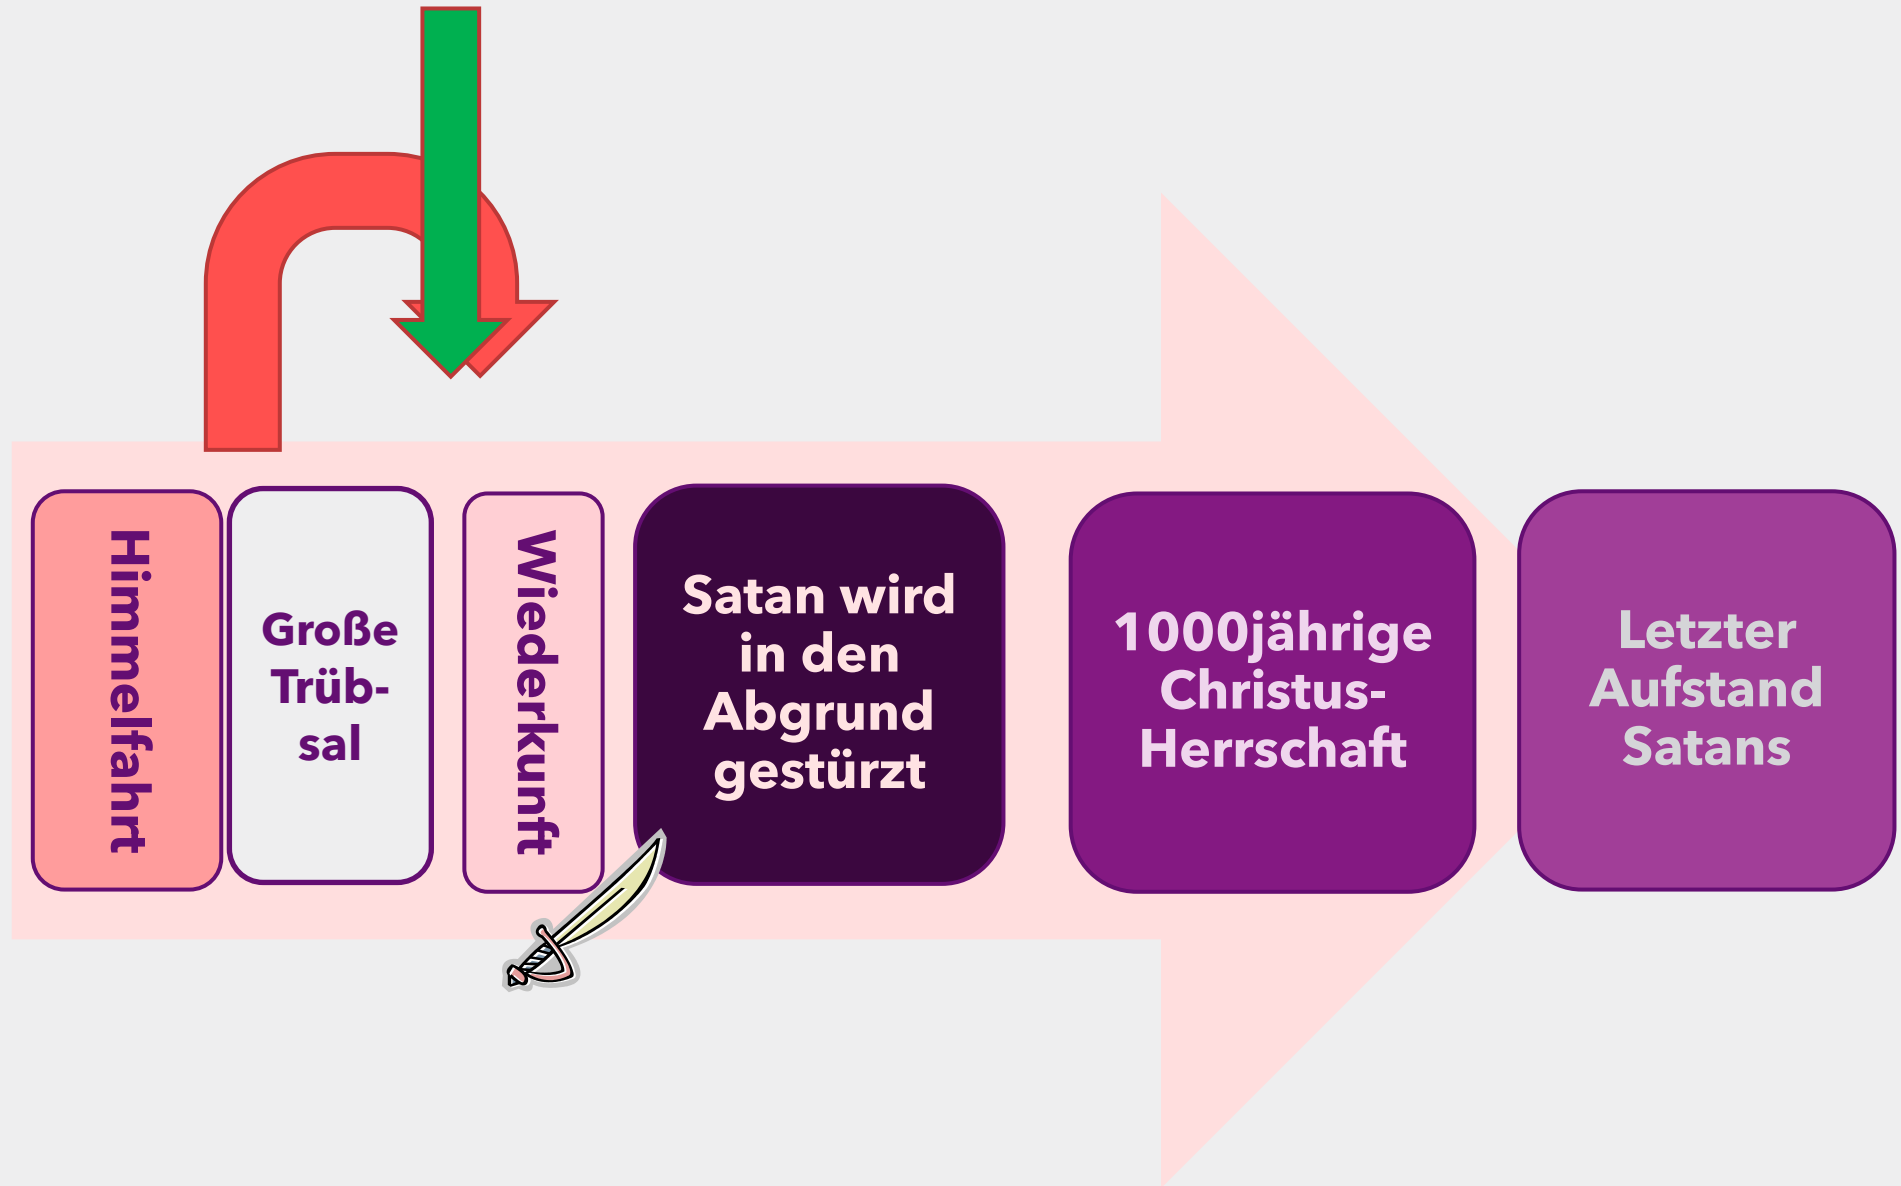 Himmelfahrt
Große
Trüb-
sal
Wiederkunft
Satan wird
in den
Abgrund
gestürzt
1000jährige
Christus-
Herrschaft
Letzter
Aufstand
Satans